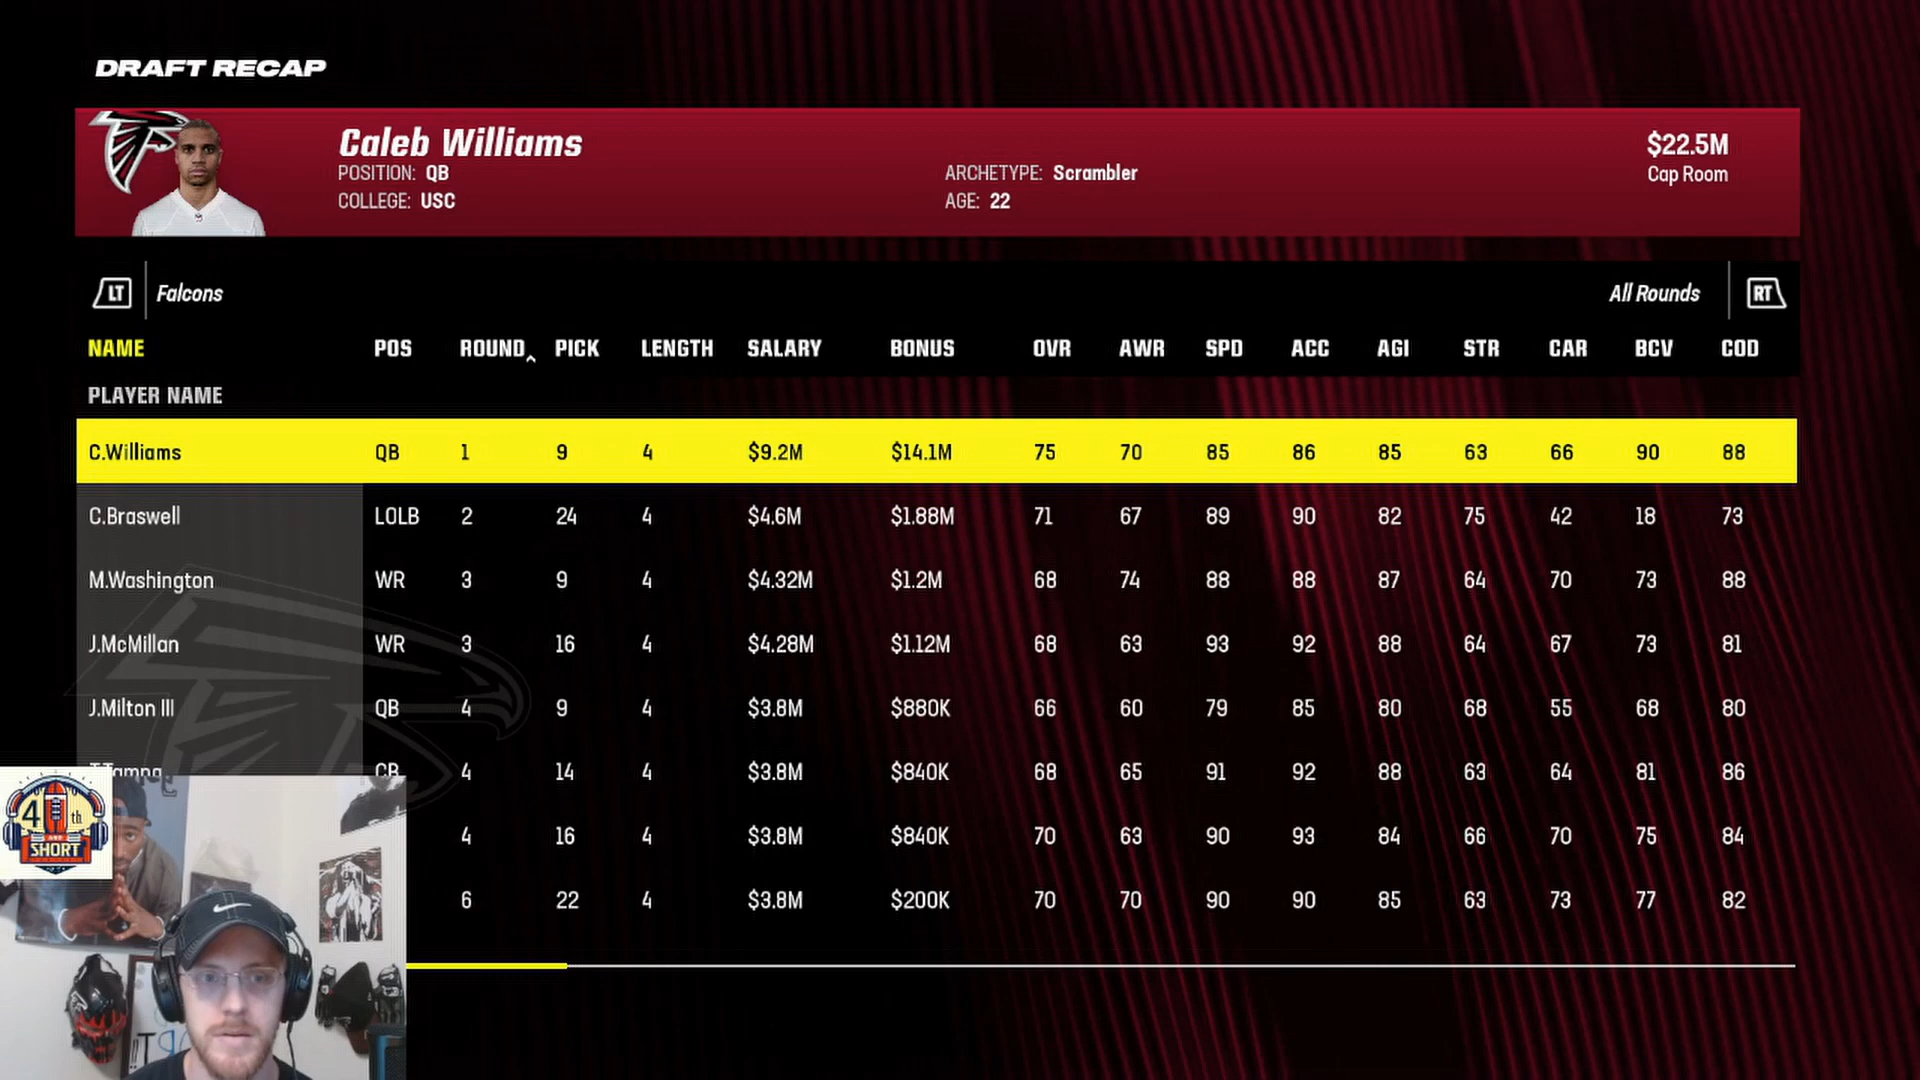 DRAFT RECAP
Caleb Williams
POSITION: QB
COLLEGE: USC
ARCHETYPE: Scrambler
AGE: 22
$22.5M
Cap Room
LT Falcons
All Rounds RT
NAME POS ROUND PICK LENGTH SALARY BONUS OVR AWR SPD ACC AGI STR CAR BCV COD
PLAYER NAME
C.Williams QB 1 9 4 $9.2M $14.1M 75 70 85 86 85 63 66 90 88
C.Braswell LOLB 2 24 4 $4.6M $1.88M 71 67 89 90 82 75 42 18 73
M.Washington WR 3 9 4 $4.32M $1.2M 68 74 88 88 87 64 70 73 88
J.McMillan WR 3 16 4 $4.28M $1.12M 68 63 93 92 88 64 67 73 81
J.Milton III QB 4 9 4 $3.8M $880K 66 60 79 85 80 68 55 68 80
T.Tampa CB 4 14 4 $3.8M $840K 68 65 91 92 88 63 64 81 86
4 16 4 $3.8M $840K 70 63 90 93 84 66 70 75 84
6 22 4 $3.8M $200K 70 70 90 90 85 63 73 77 82
4th
AND
SHORT